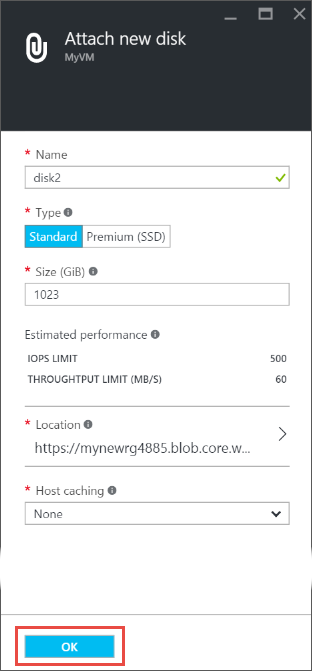 Attach new disk
MyVM
* Name
disk2
* Type
Standard Premium (SSD)
* Size (GiB)
1023
Estimated performance
IOPS LIMIT 500
THROUGHTPUT LIMIT (MB/S) 60
* Location
https://mynewrg4885.blob.core.w...
* Host caching
None
OK